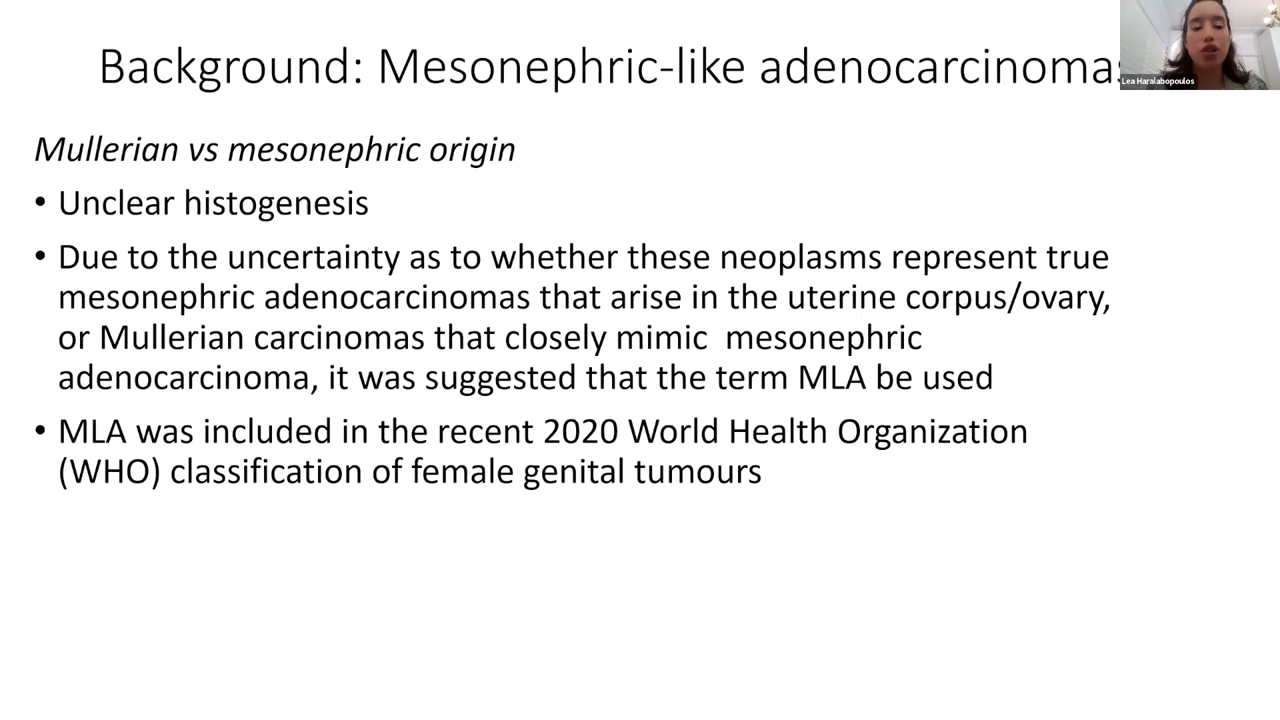 Background: Mesonephric-like adenocarcinomas
Lea Haralabopoulos
Mullerian vs mesonephric origin
• Unclear histogenesis
• Due to the uncertainty as to whether these neoplasms represent true
mesonephric adenocarcinomas that arise in the uterine corpus/ovary,
or Mullerian carcinomas that closely mimic mesonephric
adenocarcinoma, it was suggested that the term MLA be used
• MLA was included in the recent 2020 World Health Organization
(WHO) classification of female genital tumours